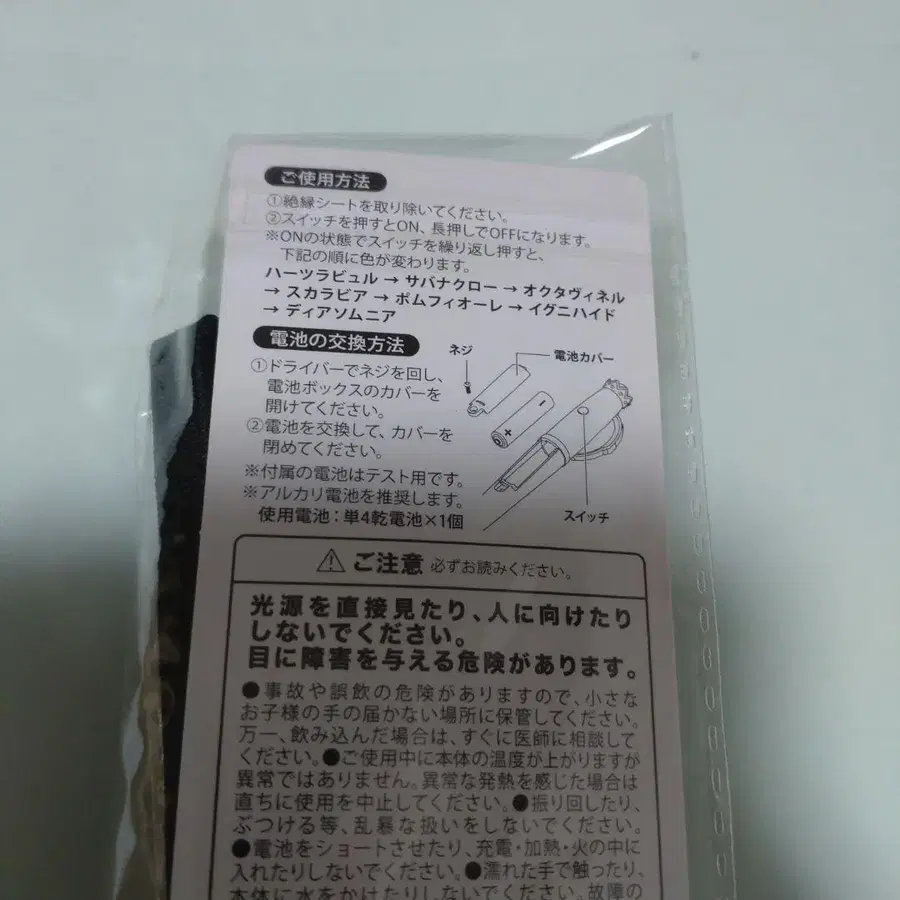 ご使用方法
①絶縁シートを取り除いてください。
②スイッチを押すとON、長押しでOFFになります。
※ONの状態でスイッチを繰り返し押すと、
下記の順に色が変わります。
ハーツラビュル → サバナクロー → オクタヴィネル
→ スカラビア → ポムフィオーレ → イグニハイド
→ ディアソムニア
電池の交換方法
①ドライバーでネジを回し、
電池ボックスのカバーを
開けてください。
②電池を交換して、カバーを
閉めてください。
※付属の電池はテスト用です。
※アルカリ電池を推奨します。
使用電池：単4乾電池×1個
ネジ
電池カバー
スイッチ
⚠ ご注意 必ずお読みください。
光源を直接見たり、人に向けたり
しないでください。
目に障害を与える危険があります。
●事故や誤飲の危険がありますので、小さな
お子様の手の届かない場所に保管してください。
万一、飲み込んだ場合は、すぐに医師に相談して
ください。●ご使用中に本体の温度が上がりますが
異常ではありません。異常な発熱を感じた場合は
直ちに使用を中止してください。●振り回したり、
ぶつける等、乱暴な扱いをしないでください。
●電池をショートさせたり、充電・加熱・火の中に
入れたりしないでください。●濡れた手で触ったり、
本体に水をかけたりしないでください。故障の